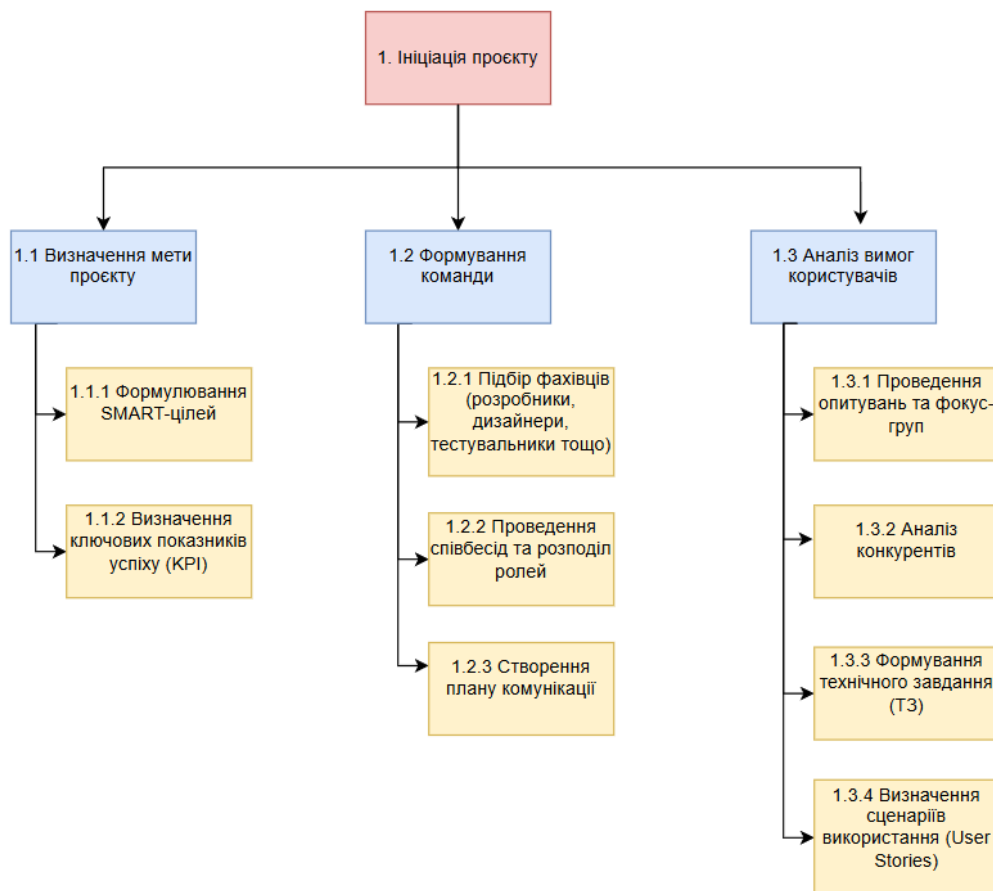 1. Ініціація проєкту
1.1 Визначення мети
проєкту
1.2 Формування
команди
1.3 Аналіз вимог
користувачів
1.1.1 Формулювання
SMART-цілей
1.1.2 Визначення
ключових показників
успіху (KPI)
1.2.1 Підбір фахівців
(розробники,
дизайнери,
тестувальники тощо)
1.2.2 Проведення
співбесід та розподіл
ролей
1.2.3 Створення
плану комунікації
1.3.1 Проведення
опитувань та фокус-
груп
1.3.2 Аналіз
конкурентів
1.3.3 Формування
технічного завдання
(ТЗ)
1.3.4 Визначення
сценаріїв
використання (User
Stories)